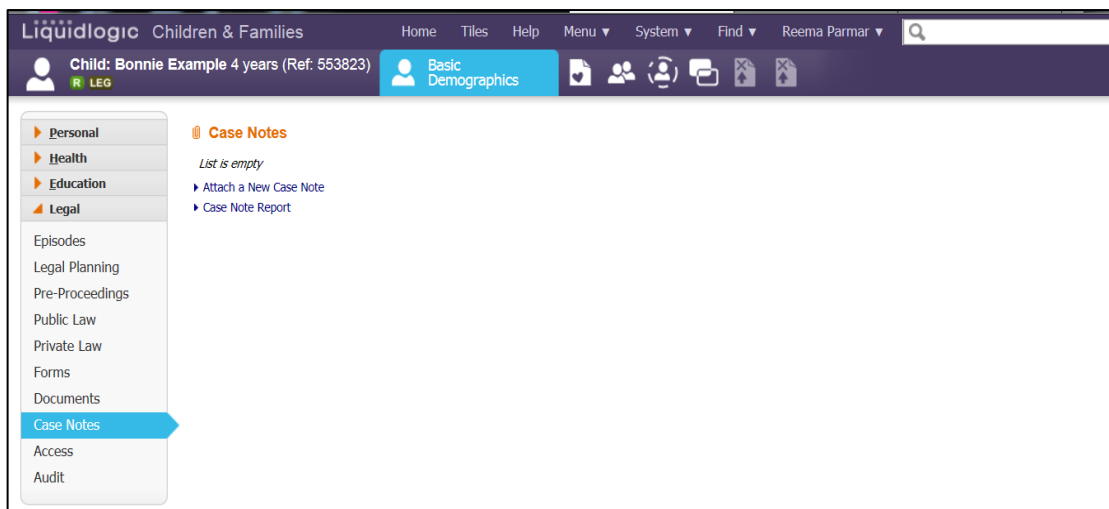 Liquidlogic Children & Families Home Tiles Help Menu ▼ System ▼ Find ▼ Reema Parmar ▼
Child: Bonnie Example 4 years (Ref: 553823)
R LEG
Basic
Demographics
Personal
Health
Education
Legal
Episodes
Legal Planning
Pre-Proceedings
Public Law
Private Law
Forms
Documents
Case Notes
Access
Audit
Case Notes
List is empty
Attach a New Case Note
Case Note Report